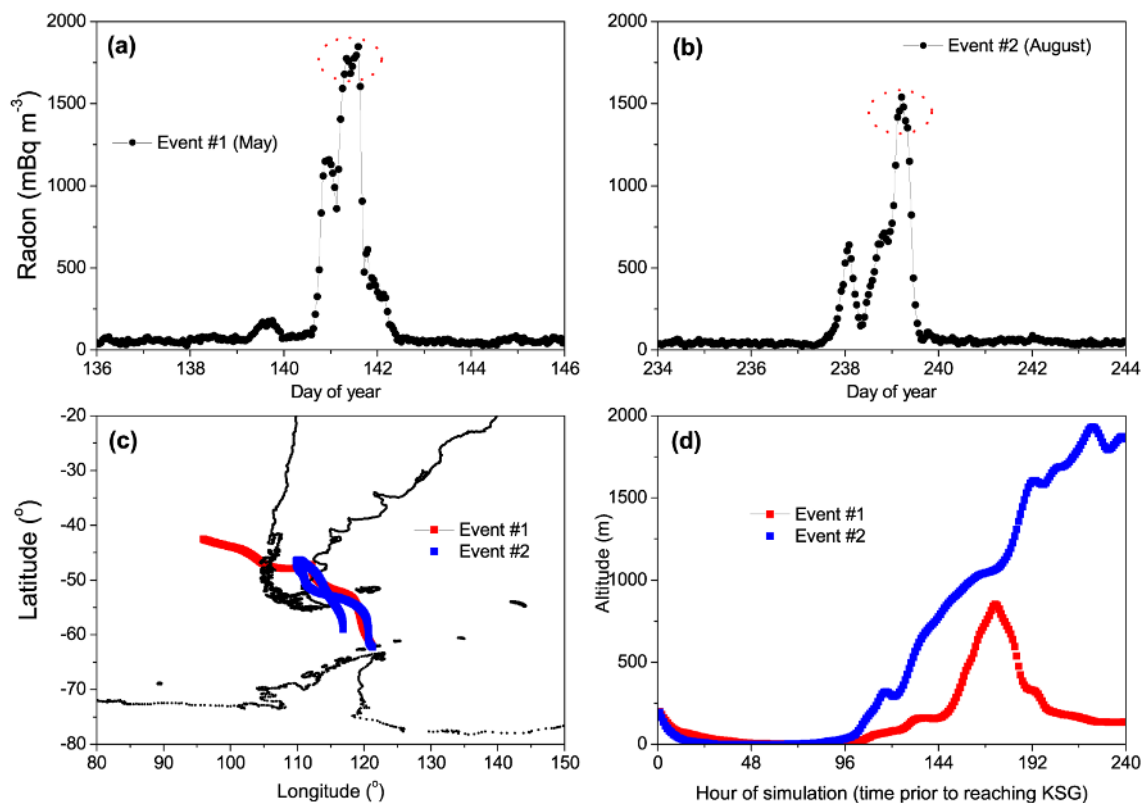 (a)
Event #1 (May)
Radon (mBq m-3)
2000
1500
1000
500
0
136 138 140 142 144 146
Day of year
(b)
Event #2 (August)
2000
1500
1000
500
0
234 236 238 240 242 244
Day of year
(c)
Event #1
Event #2
Latitude (°)
-20
-30
-40
-50
-60
-70
-80
80 90 100 110 120 130 140 150
Longitude (°)
(d)
Event #1
Event #2
Altitude (m)
2000
1500
1000
500
0
0 48 96 144 192 240
Hour of simulation (time prior to reaching KSG)